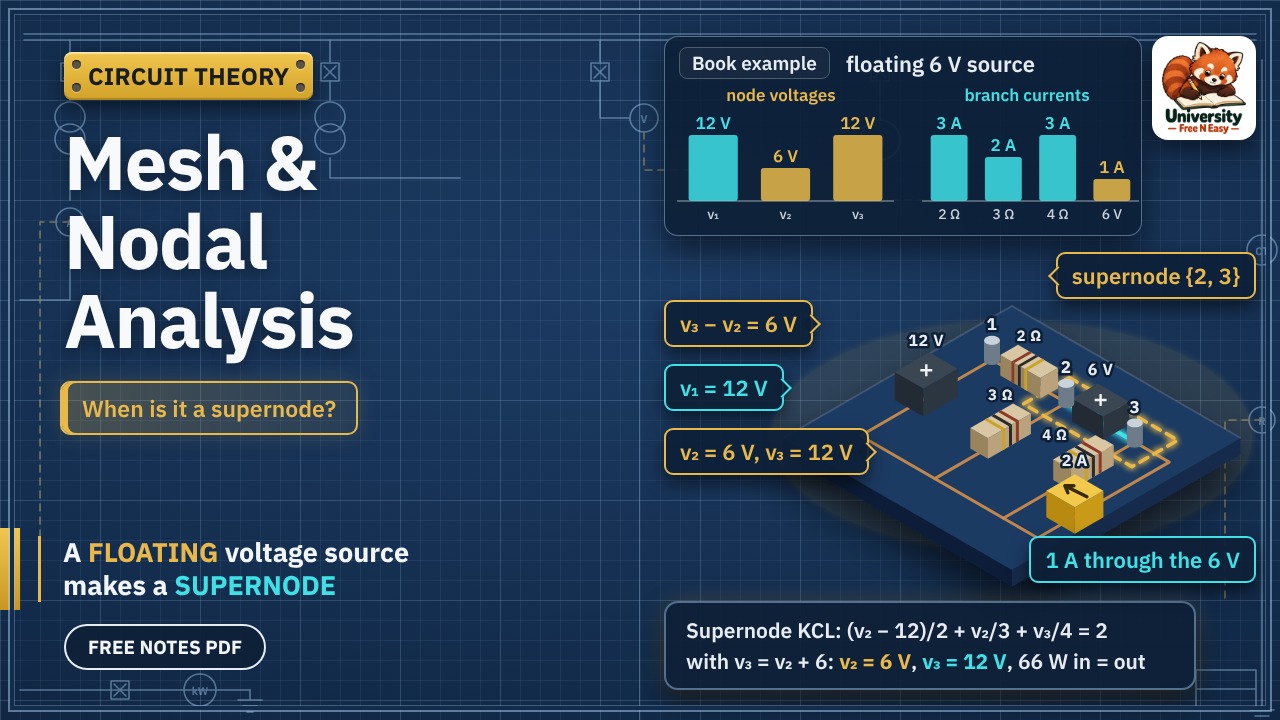 CIRCUIT THEORY
Mesh &
Nodal
Analysis
When is it a supernode?
A FLOATING voltage source
makes a SUPERNODE
FREE NOTES PDF
kW
V
Book example floating 6 V source
node voltages
12 V 6 V 12 V
v₁ v₂ v₃
branch currents
3 A 2 A 3 A 1 A
2 Ω 3 Ω 4 Ω 6 V
University
Free N Easy
supernode {2, 3}
v₃ − v₂ = 6 V
v₁ = 12 V
v₂ = 6 V, v₃ = 12 V
12 V
+
1
2 Ω
2
6 V
+
3
3 Ω
4 Ω
2 A
1 A through the 6 V
Supernode KCL: (v₂ − 12)/2 + v₂/3 + v₃/4 = 2
with v₃ = v₂ + 6: v₂ = 6 V, v₃ = 12 V, 66 W in = out